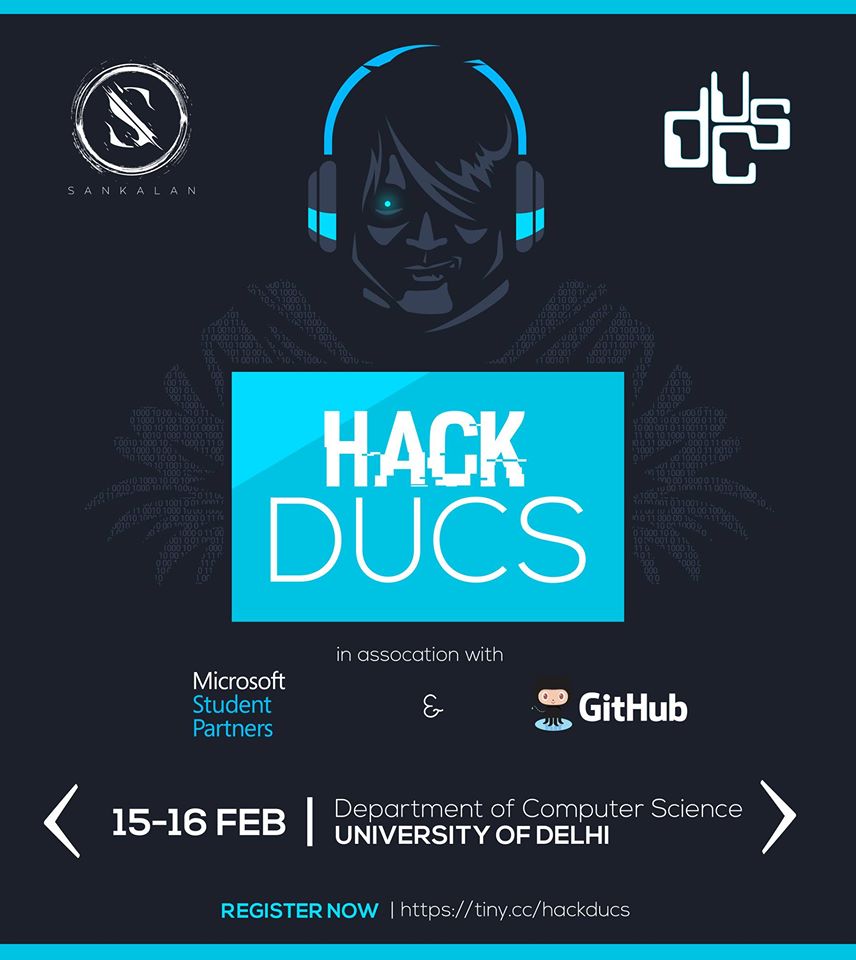 SANKALAN
ducs
HACK
DUCS
in assocation with
Microsoft
Student
Partners
&
GitHub
15-16 FEB
Department of Computer Science
UNIVERSITY OF DELHI
REGISTER NOW | https://tiny.cc/hackducs